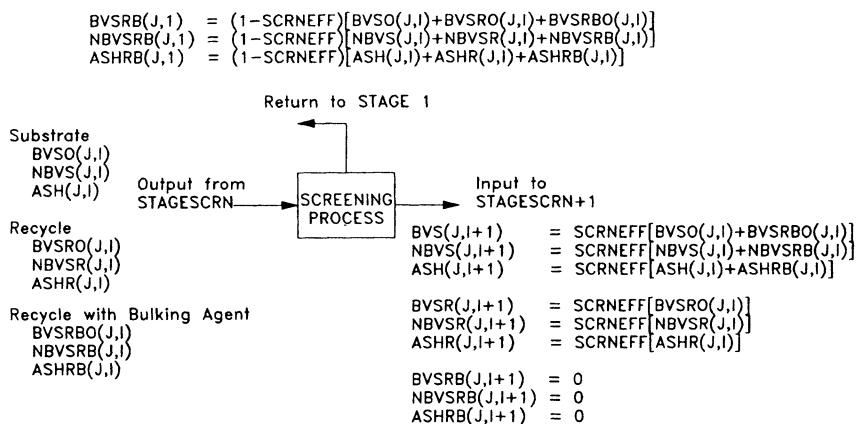 BVSRB(J,1) = (1-SCRNEFF)[BVSO(J,I)+BVSRO(J,I)+BVSRBO(J,I)]
NBVSRB(J,1) = (1-SCRNEFF)[NBVS(J,I)+NBVSR(J,I)+NBVSRB(J,I)]
ASHRB(J,1) = (1-SCRNEFF)[ASH(J,I)+ASHR(J,I)+ASHRB(J,I)]
Return to STAGE 1
Substrate
BVSO(J,I)
NBVS(J,I)
ASH(J,I)
Output from
STAGESCRN
SCREENING
PROCESS
Input to
STAGESCRN+1
Recycle
BVSRO(J,I)
NBVSR(J,I)
ASHR(J,I)
Recycle with Bulking Agent
BVSRBO(J,I)
NBVSRB(J,I)
ASHRB(J,I)
BVS(J,I+1) = SCRNEFF[BVSO(J,I)+BVSRBO(J,I)]
NBVS(J,I+1) = SCRNEFF[NBVS(J,I)+NBVSRB(J,I)]
ASH(J,I+1) = SCRNEFF[ASH(J,I)+ASHRB(J,I)]
BVSR(J,I+1) = SCRNEFF[BVSRO(J,I)]
NBVSR(J,I+1) = SCRNEFF[NBVSR(J,I)]
ASHR(J,I+1) = SCRNEFF[ASHR(J,I)]
BVSRB(J,I+1) = 0
NBVSRB(J,I+1) = 0
ASHRB(J,I+1) = 0